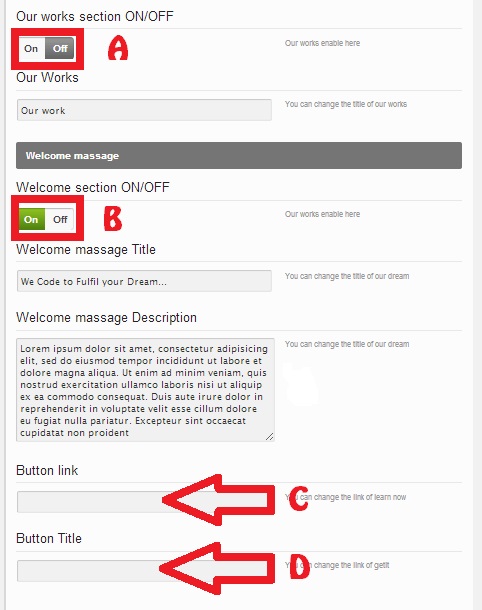 Our works section ON/OFF
On Off
A
Our works enable here
Our Works
Our work
You can change the title of our works
Welcome massage
Welcome section ON/OFF
On Off
B
Our works enable here
Welcome massage Title
We Code to Fulfil your Dream...
You can change the title of our dream
Welcome massage Description
Lorem ipsum dolor sit amet, consectetur adipisicing
elit, sed do eiusmod tempor incididunt ut labore et
dolore magna aliqua. Ut enim ad minim veniam, quis
nostrud exercitation ullamco laboris nisi ut aliquip
ex ea commodo consequat. Duis aute irure dolor in
reprehenderit in voluptate velit esse cillum dolore
eu fugiat nulla pariatur. Excepteur sint occaecat
cupidatat non proident
You can change the title of our dream
Button link
C
You can change the link of learn now
Button Title
D
You can change the link of getit